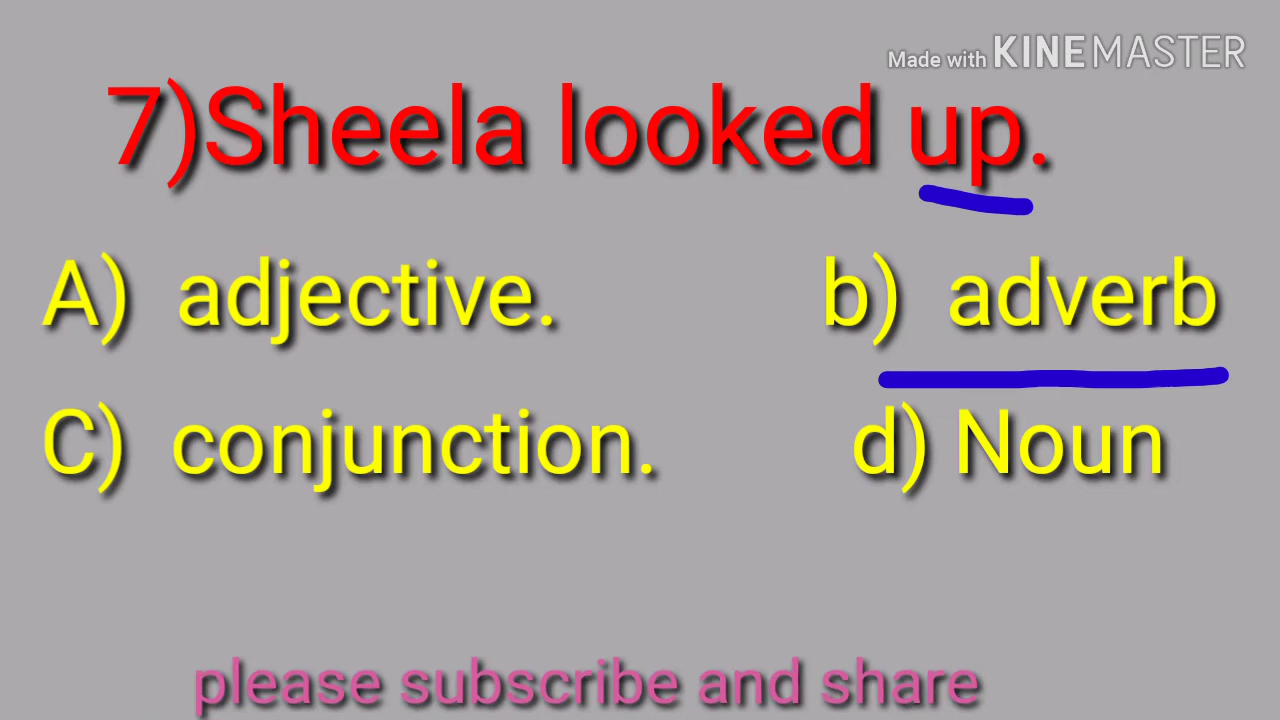 Made with KINEMASTER
7)Sheela looked up.
A) adjective. b) adverb
C) conjunction. d) Noun
please subscribe and share